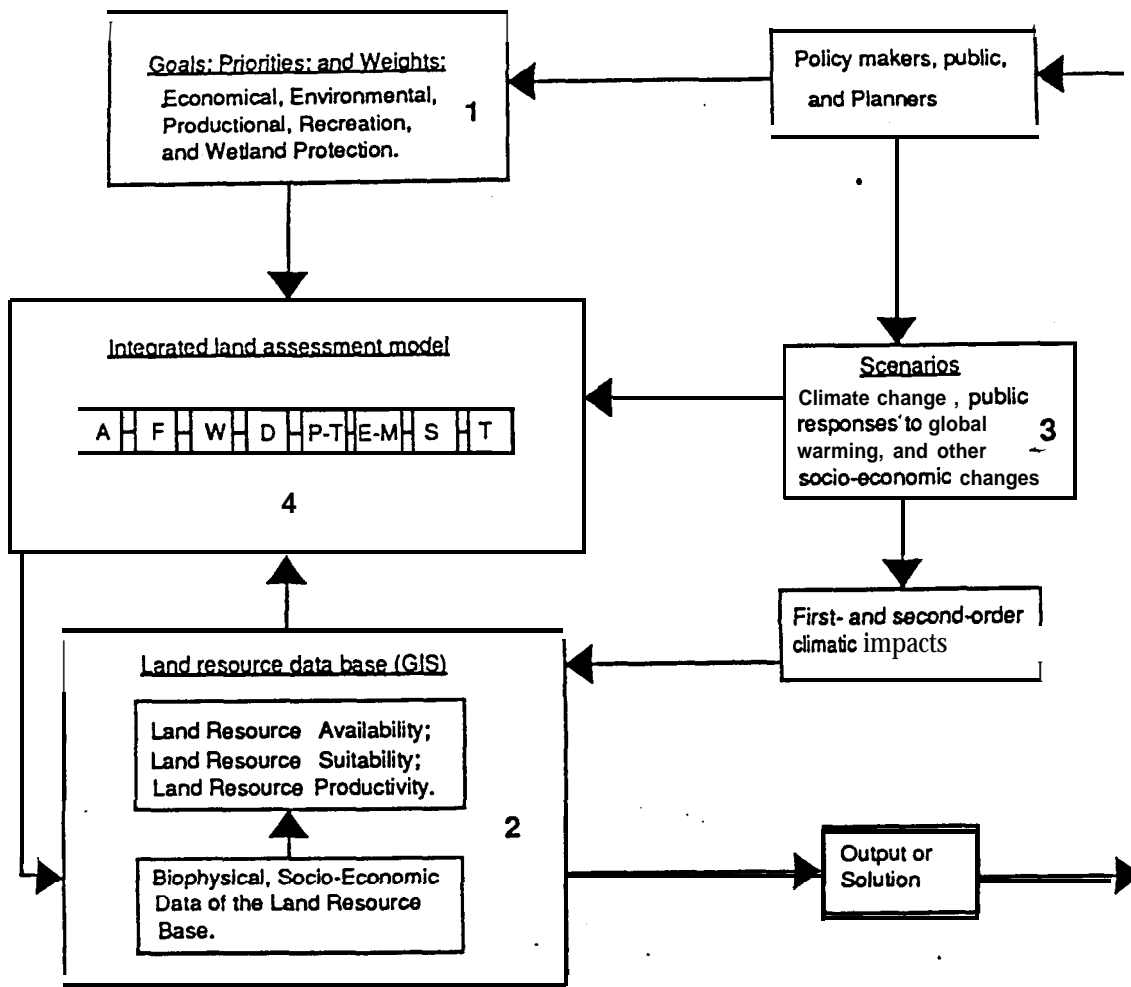 Goals; Priorities; and Weights;
Economical, Environmental,
Productional, Recreation,
and Wetland Protection.
1
Policy makers, public,
and Planners
Integrated land assessment model
A F W D P-T E-M S T
4
Scenarios
Climate change , public
responses to global
warming, and other
socio-economic changes
3
First- and second-order
climatic impacts
Land resource data base (GIS)
Land Resource Availability;
Land Resource Suitability;
Land Resource Productivity.
2
Biophysical, Socio-Economic
Data of the Land Resource
Base.
Output or
Solution